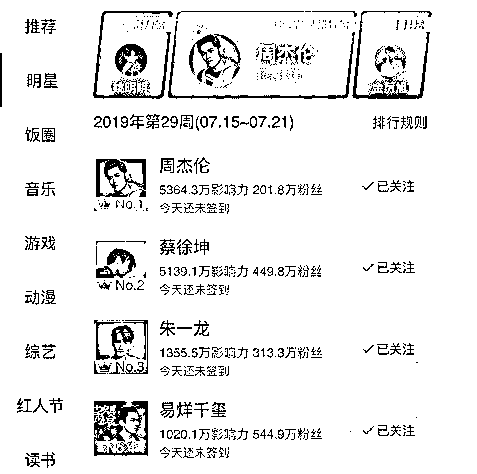 推荐
明星
饭圈
音乐
游戏
动漫
综艺
红人节
读书
周杰伦
2019年第29周(07.15~07.21)
排行规则
周杰伦
5364.3万影响力 201.8万粉丝
No.1
今天还未签到
已关注
蔡徐坤
5139.1万影响力 449.8万粉丝
No.2
今天还未签到
已关注
朱一龙
1355.5万影响力 313.3万粉丝
No.3
今天还未签到
已关注
易烊千玺
1020.1万影响力 544.9万粉丝
今天还未签到
已关注